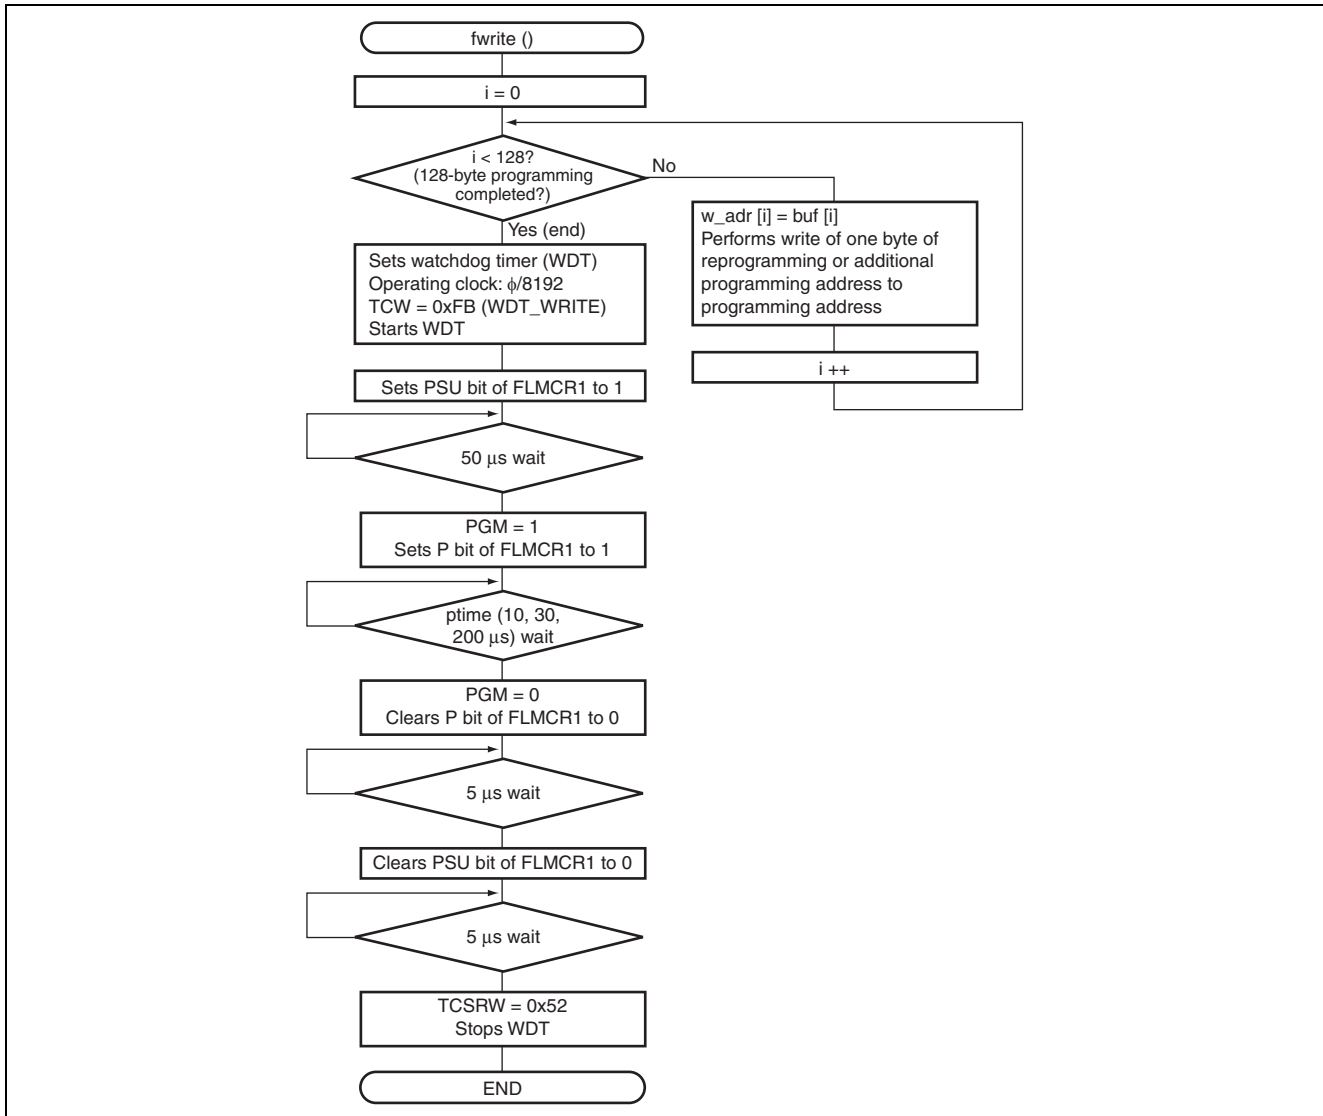 fwrite ()
i = 0
i < 128?
(128-byte programming
completed?)
No
Yes (end)
w_adr [i] = buf [i]
Performs write of one byte of
reprogramming or additional
programming address to
programming address
i ++
Sets watchdog timer (WDT)
Operating clock: ϕ/8192
TCW = 0xFB (WDT_WRITE)
Starts WDT
Sets PSU bit of FLMCR1 to 1
50 μs wait
PGM = 1
Sets P bit of FLMCR1 to 1
ptime (10, 30,
200 μs) wait
PGM = 0
Clears P bit of FLMCR1 to 0
5 μs wait
Clears PSU bit of FLMCR1 to 0
5 μs wait
TCSRW = 0x52
Stops WDT
END